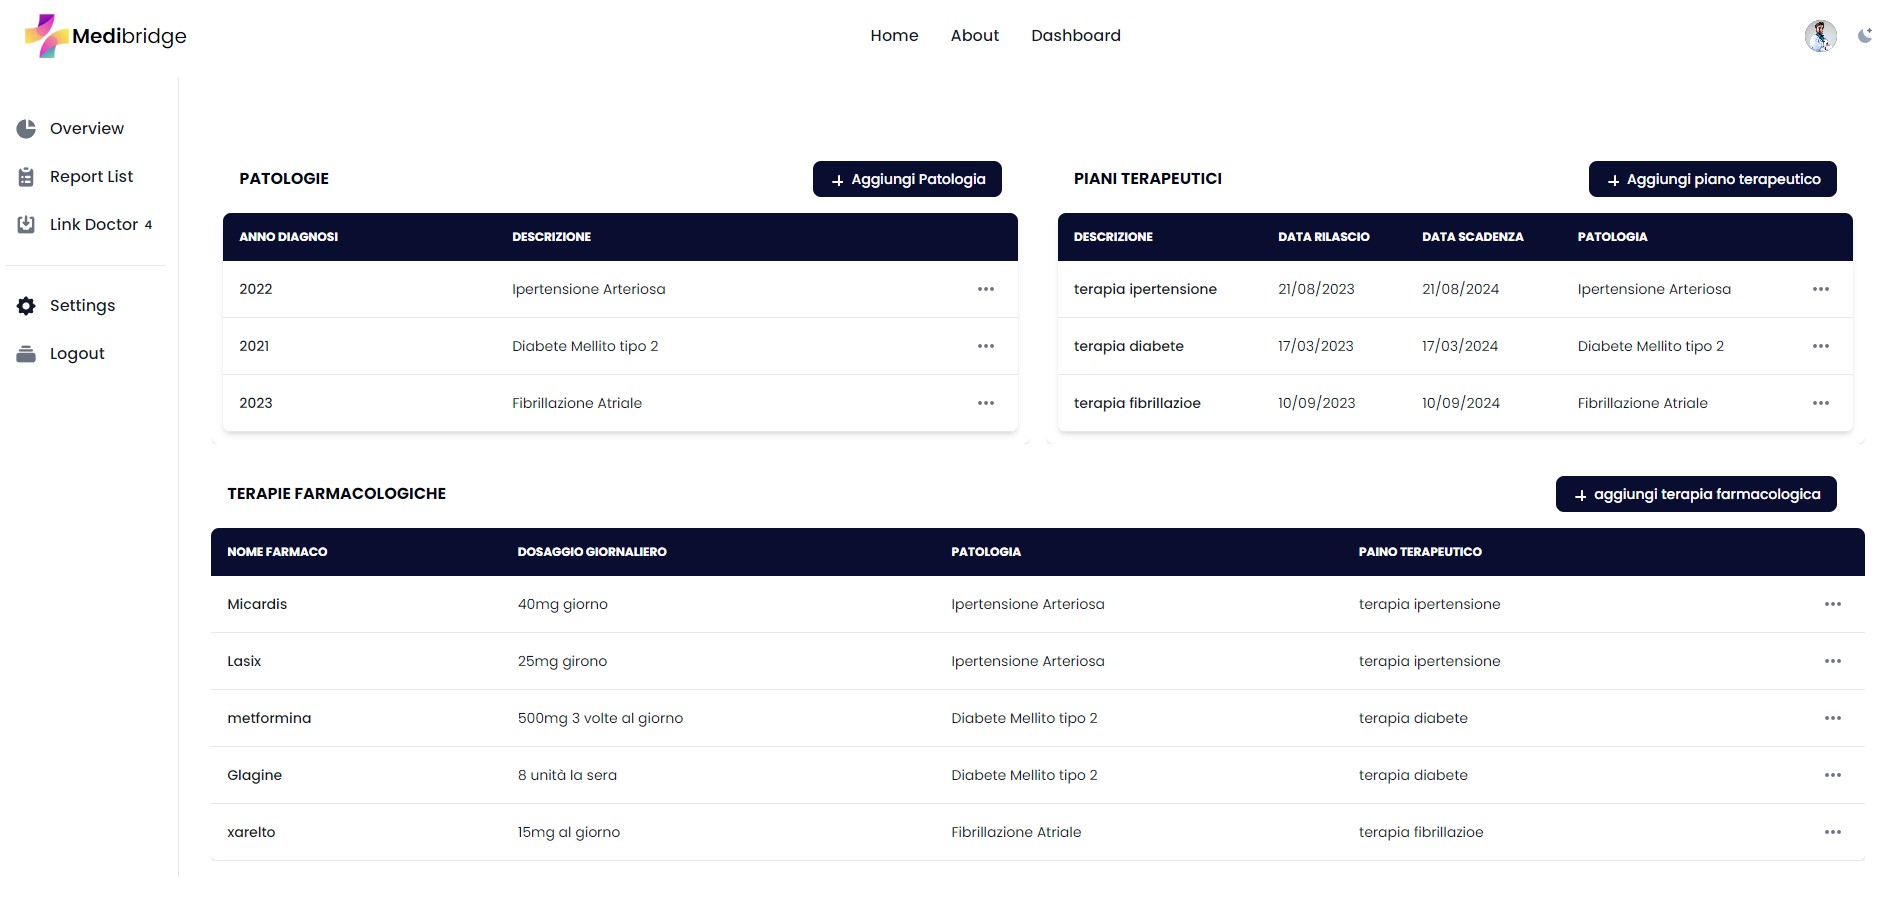 Medibridge
Home About Dashboard
Overview
Report List
Link Doctor 4
Settings
Logout
PATOLOGIE
+ Aggiungi Patologia
ANNO DIAGNOSI DESCRIZIONE
2022 Ipertensione Arteriosa
2021 Diabete Mellito tipo 2
2023 Fibrillazione Atriale
PIANI TERAPEUTICI
+ Aggiungi piano terapeutico
DESCRIZIONE DATA RILASCIO DATA SCADENZA PATOLOGIA
terapia ipertensione 21/08/2023 21/08/2024 Ipertensione Arteriosa
terapia diabete 17/03/2023 17/03/2024 Diabete Mellito tipo 2
terapia fibrillazioe 10/09/2023 10/09/2024 Fibrillazione Atriale
TERAPIE FARMACOLOGICHE
+ aggiungi terapia farmacologica
NOME FARMACO DOSAGGIO GIORNALIERO PATOLOGIA PAINO TERAPEUTICO
Micardis 40mg giorno Ipertensione Arteriosa terapia ipertensione
Lasix 25mg girono Ipertensione Arteriosa terapia ipertensione
metformina 500mg 3 volte al giorno Diabete Mellito tipo 2 terapia diabete
Glagine 8 unità la sera Diabete Mellito tipo 2 terapia diabete
xarelto 15mg al giorno Fibrillazione Atriale terapia fibrillazioe